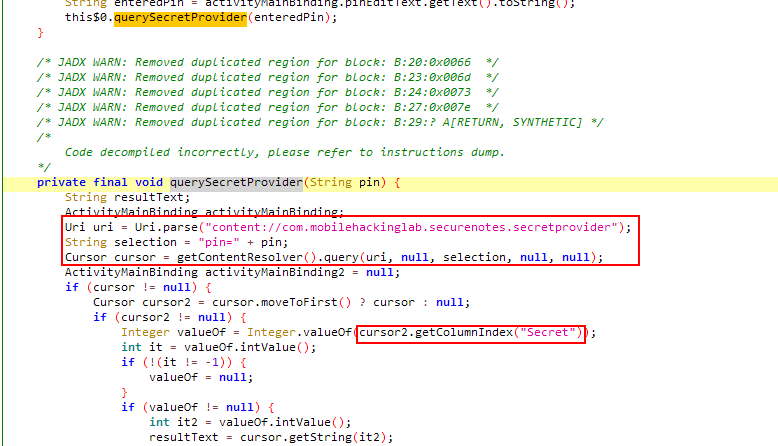 String enteredPin = activityMainBinding.pinEditText.getText().toString();
this$0.querySecretProvider(enteredPin);
}
/* JADX WARN: Removed duplicated region for block: B:20:0x0066  */
/* JADX WARN: Removed duplicated region for block: B:23:0x006d  */
/* JADX WARN: Removed duplicated region for block: B:24:0x0073  */
/* JADX WARN: Removed duplicated region for block: B:27:0x007e  */
/* JADX WARN: Removed duplicated region for block: B:29:? A[RETURN, SYNTHETIC] */
/*
Code decompiled incorrectly, please refer to instructions dump.
*/
private final void querySecretProvider(String pin) {
String resultText;
ActivityMainBinding activityMainBinding;
Uri uri = Uri.parse("content://com.mobilehackinglab.securenotes.secretprovider");
String selection = "pin=" + pin;
Cursor cursor = getContentResolver().query(uri, null, selection, null, null);
ActivityMainBinding activityMainBinding2 = null;
if (cursor != null) {
Cursor cursor2 = cursor.moveToFirst() ? cursor : null;
if (cursor2 != null) {
Integer valueOf = Integer.valueOf(cursor2.getColumnIndex("Secret"));
int it = valueOf.intValue();
if (!(it != -1)) {
valueOf = null;
}
if (valueOf != null) {
int it2 = valueOf.intValue();
resultText = cursor.getString(it2);